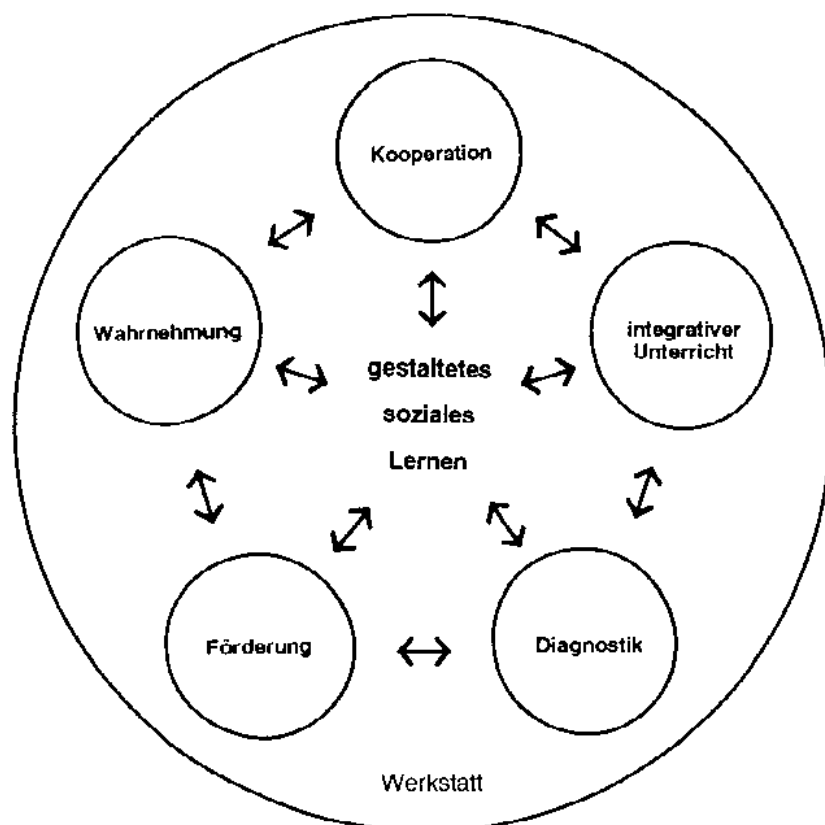 Kooperation
Wahrnehmung
integrativer
Unterricht
gestaltetes
soziales
Lernen
Förderung
Diagnostik
Werkstatt